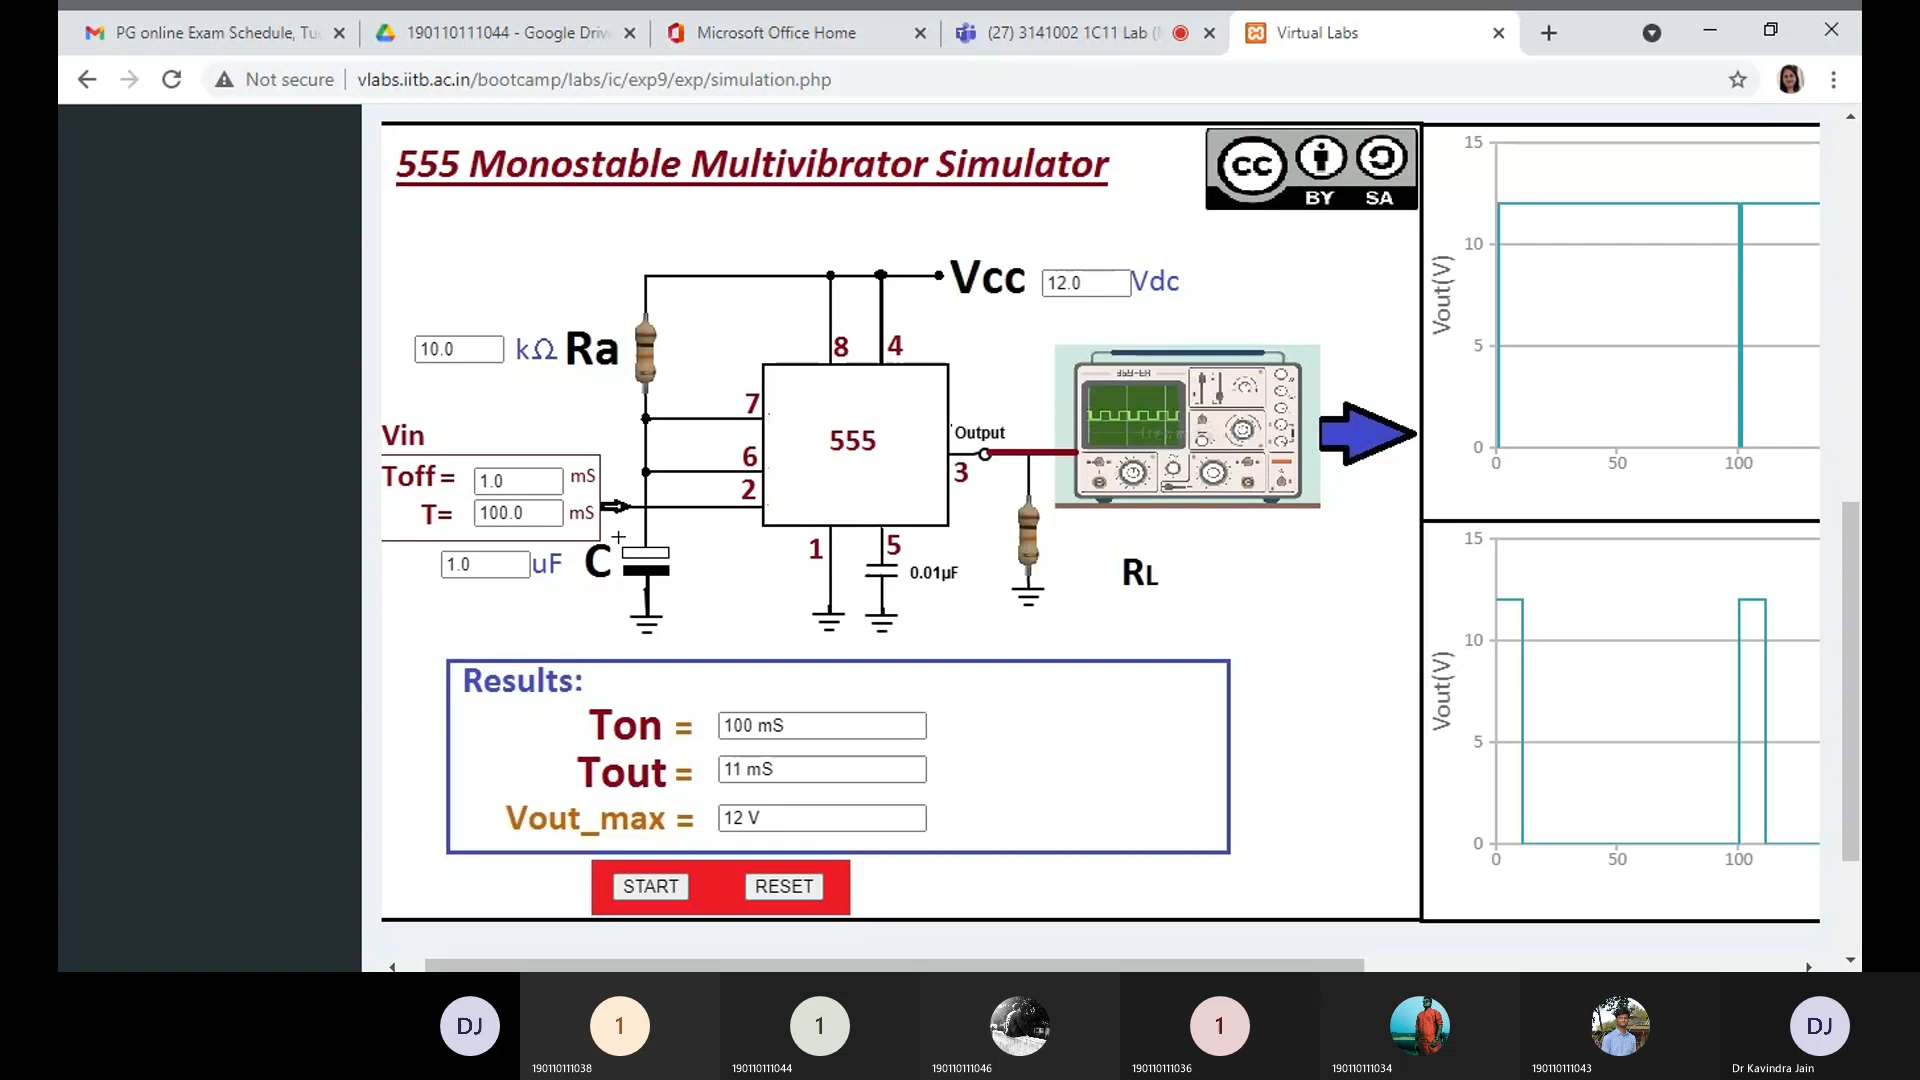 PG online Exam Schedule, Tu
190110111044 - Google Driv
Microsoft Office Home
(27) 3141002 1C11 Lab (
Virtual Labs
Not secure
vlabs.iitb.ac.in/bootcamp/labs/ic/exp9/exp/simulation.php
555 Monostable Multivibrator Simulator
cc
BY SA
Vcc 12.0 Vdc
10.0 kΩ Ra
8 4
7
Vin
555
Output
6
3
Toff = 1.0 mS
2
T= 100.0 mS
1.0 uF C
1 5
0.01µF
RL
Results:
Ton = 100 mS
Tout = 11 mS
Vout_max = 12 V
START RESET
15
10
5
0
Vout(V)
0 50 100
15
10
5
0
Vout(V)
0 50 100
DJ
1
1
1
DJ
190110111038
190110111044
190110111046
190110111036
190110111034
190110111043
Dr Kavindra Jain